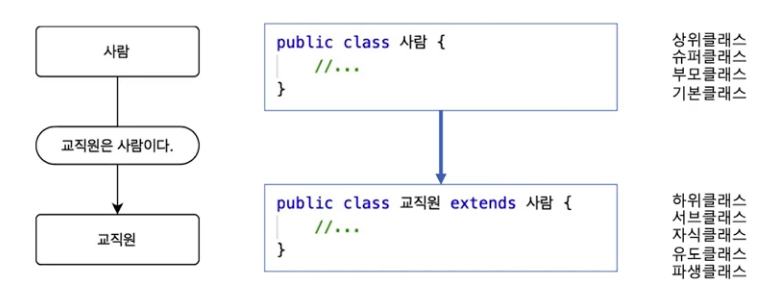 사람
교직원은 사람이다.
교직원
public class 사람 {
//...
}
public class 교직원 extends 사람 {
//...
}
상위클래스
슈퍼클래스
부모클래스
기본클래스
하위클래스
서브클래스
자식클래스
유도클래스
파생클래스